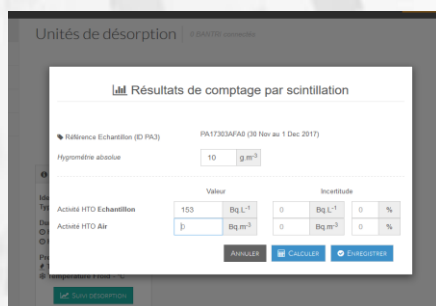 Unités de désorption
Résultats de comptage par scintillation
Référence Echantillon (ID PA3) PA17303AFA6 (30 Nov au 1 Dec 2017)
Hygrométrie absolue 10 g.m-3
Valeur Incertitude
Activité HTO Echantillon 153 Bq.L-1 0 Bq.L-1 0 %
Activité HTO Air 0 Bq.m-3 0 Bq.m-3 0 %
ANNULER CALCULER ENREGISTRER
SUIVI DÉSORPTION